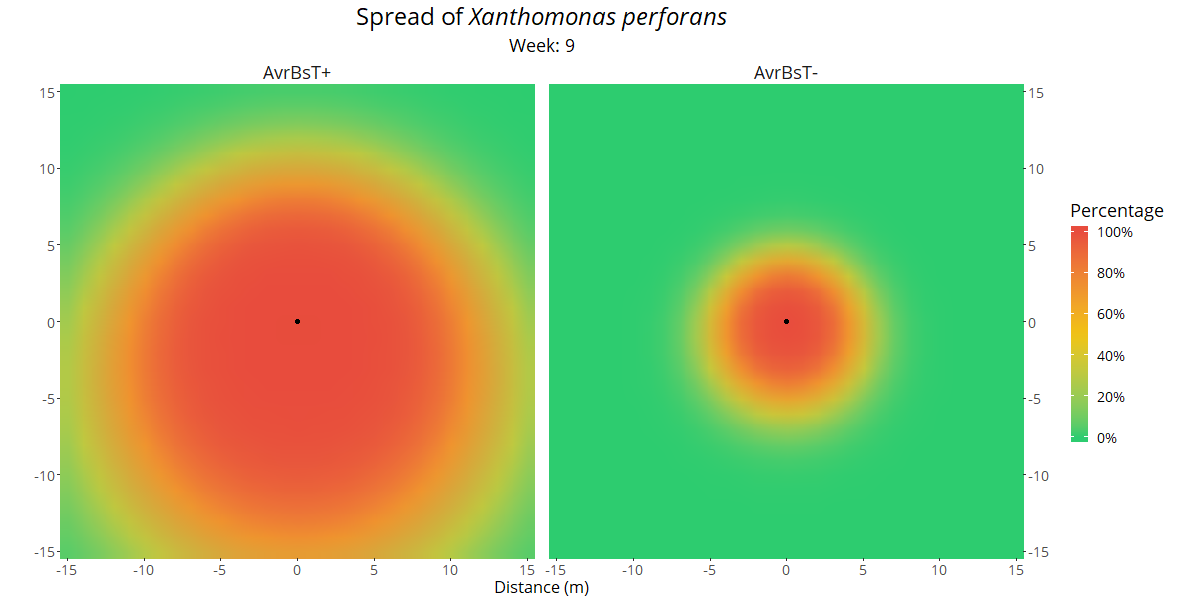 Spread of Xanthomonas perforans
Week: 9
AvrBsT+
AvrBsT-
15
10
5
0
-5
-10
-15
15
10
5
0
-5
-10
-15
-15 -10 -5 0 5 10 15
-15 -10 -5 0 5 10 15
Distance (m)
Percentage
100%
80%
60%
40%
20%
0%